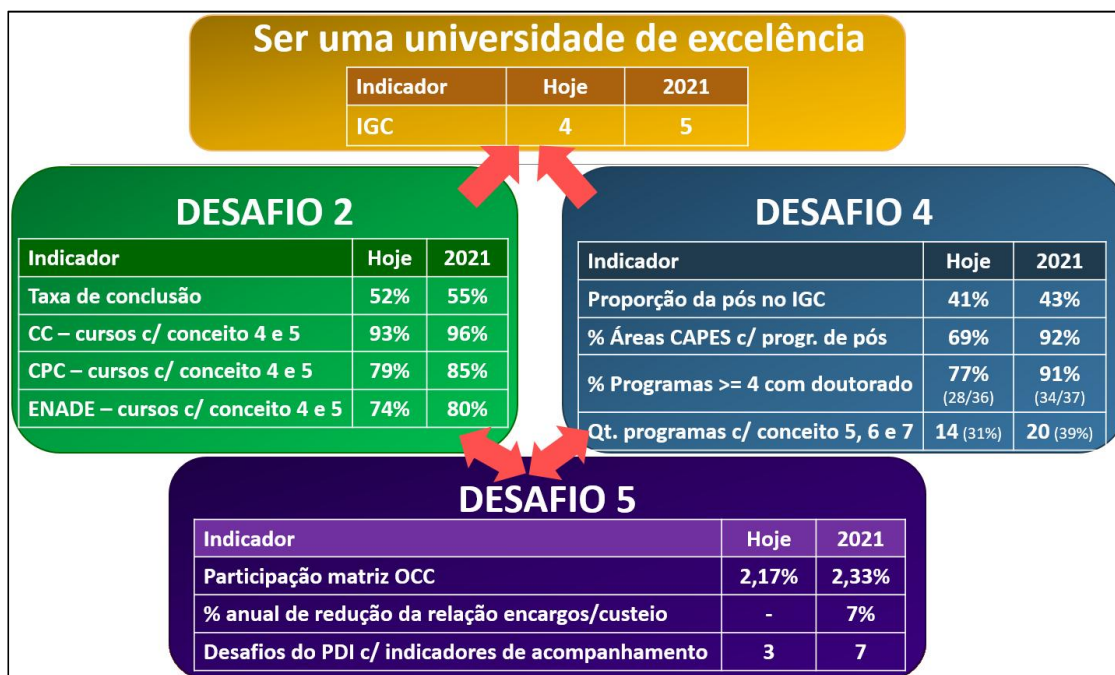 Ser uma universidade de excelência
Indicador Hoje 2021
IGC 4 5
DESAFIO 2
Indicador Hoje 2021
Taxa de conclusão 52% 55%
CC – cursos c/ conceito 4 e 5 93% 96%
CPC – cursos c/ conceito 4 e 5 79% 85%
ENADE – cursos c/ conceito 4 e 5 74% 80%
DESAFIO 4
Indicador Hoje 2021
Proporção da pós no IGC 41% 43%
% Áreas CAPES c/ progr. de pós 69% 92%
% Programas >= 4 com doutorado 77% 91%
(28/36) (34/37)
Qt. programas c/ conceito 5, 6 e 7 14 (31%) 20 (39%)
DESAFIO 5
Indicador Hoje 2021
Participação matriz OCC 2,17% 2,33%
% anual de redução da relação encargos/custeio - 7%
Desafios do PDI c/ indicadores de acompanhamento 3 7